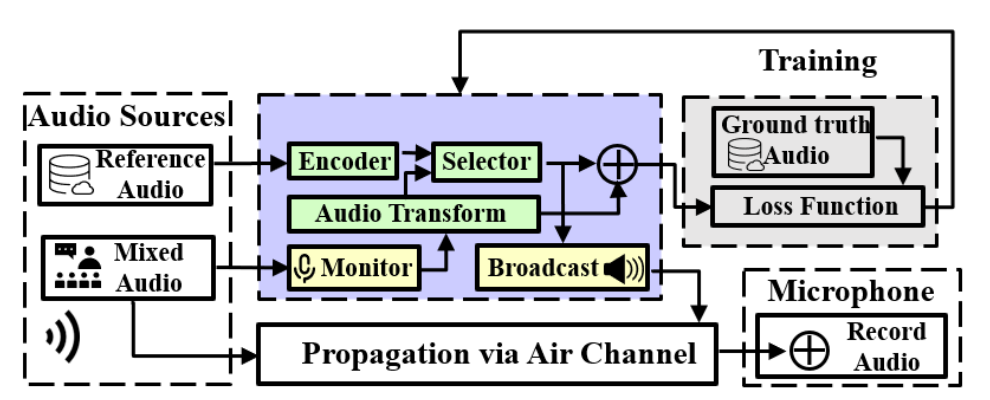 Training
Audio Sources
Reference
Audio
Mixed
Audio
Encoder
Selector
Audio Transform
Monitor
Broadcast
Ground truth
Audio
Loss Function
Propagation via Air Channel
Microphone
Record
Audio